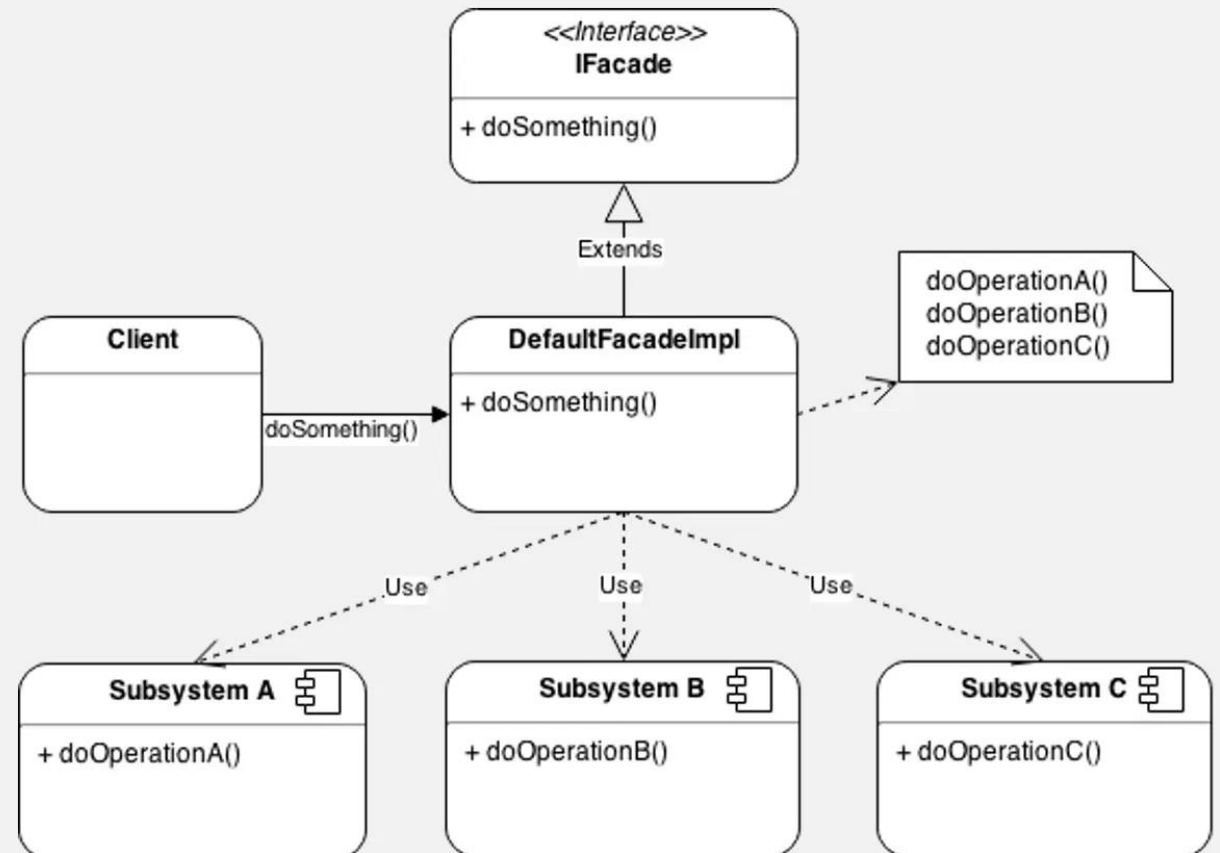 <<Interface>>
IFacade
+ doSomething()
Extends
doOperationA()
doOperationB()
doOperationC()
Client
DefaultFacadeImpl
+ doSomething()
doSomething()
Use
Use
Use
Subsystem A
Subsystem B
Subsystem C
+ doOperationA()
+ doOperationB()
+ doOperationC()